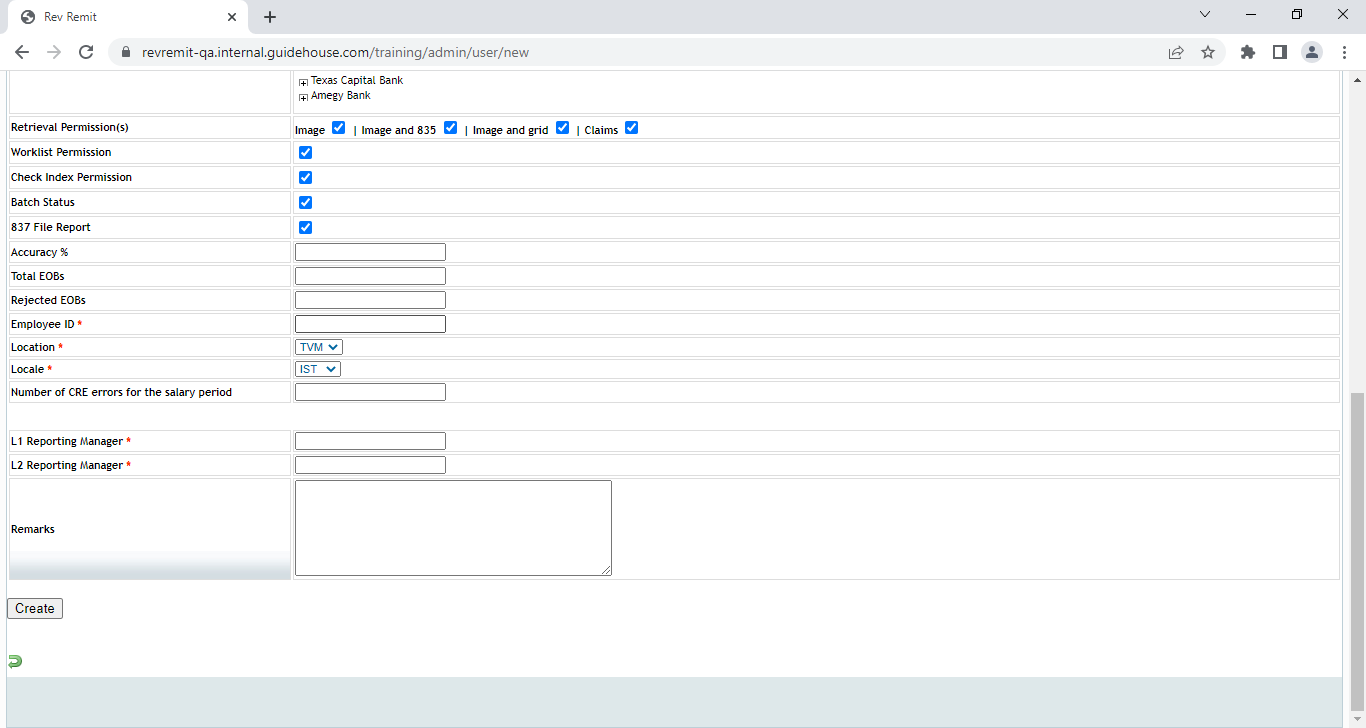 Rev Remit
revremit-qa.internal.guidehouse.com/training/admin/user/new
Texas Capital Bank
Amegy Bank
Retrieval Permission(s)
Image | Image and 835 | Image and grid | Claims
Worklist Permission
Check Index Permission
Batch Status
837 File Report
Accuracy %
Total EOBs
Rejected EOBs
Employee ID *
Location * TVM
Locale * IST
Number of CRE errors for the salary period
L1 Reporting Manager *
L2 Reporting Manager *
Remarks
Create